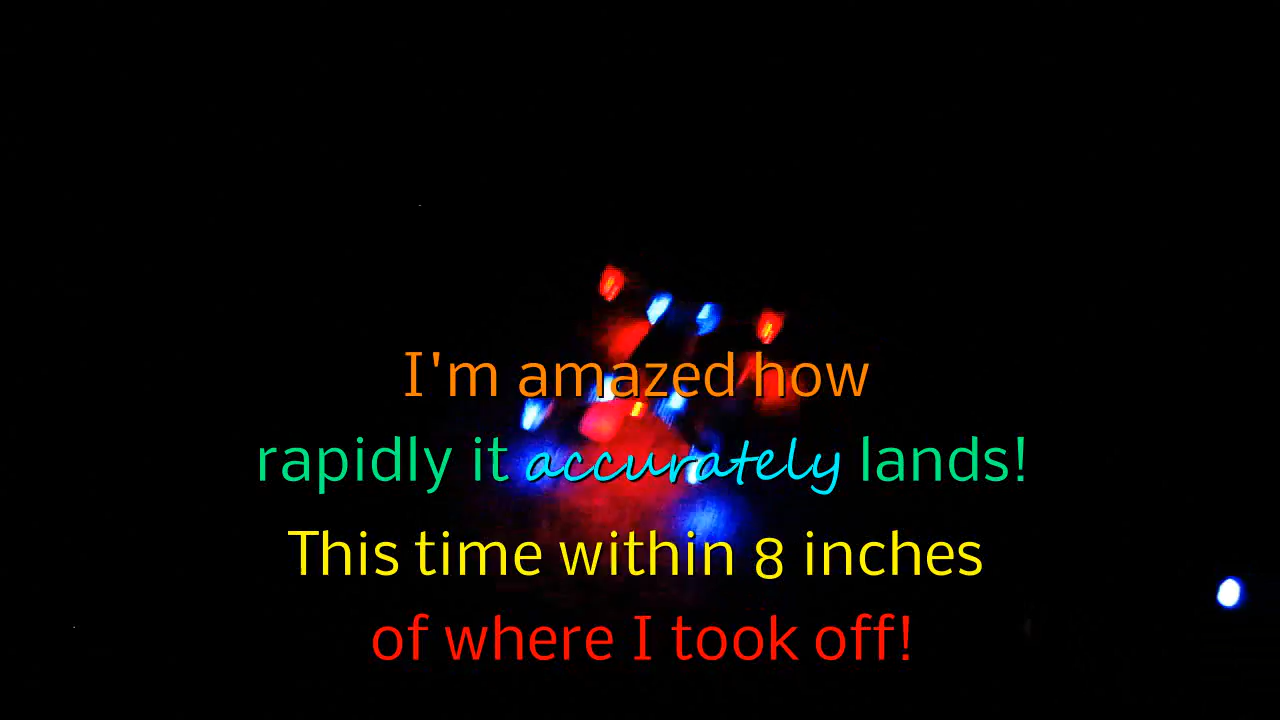 I'm amazed how
rapidly it accurately lands!
This time within 8 inches
of where I took off!